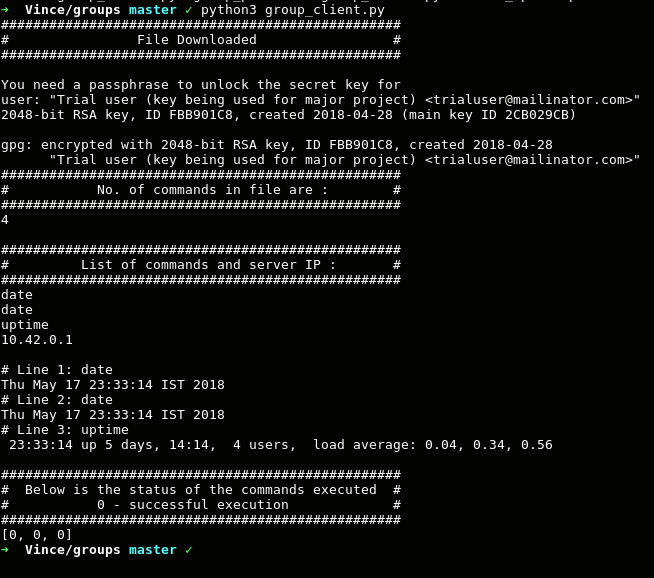 ➜  Vince/groups master ✓ python3 group_client.py
##################################################
#                File Downloaded                 #
##################################################
You need a passphrase to unlock the secret key for
user: "Trial user (key being used for major project) <trialuser@mailinator.com>"
2048-bit RSA key, ID FBB901C8, created 2018-04-28 (main key ID 2CB029CB)
gpg: encrypted with 2048-bit RSA key, ID FBB901C8, created 2018-04-28
      "Trial user (key being used for major project) <trialuser@mailinator.com>"
##################################################
#           No. of commands in file are :        #
##################################################
4
##################################################
#         List of commands and server IP :       #
##################################################
date
date
uptime
10.42.0.1
# Line 1: date
Thu May 17 23:33:14 IST 2018
# Line 2: date
Thu May 17 23:33:14 IST 2018
# Line 3: uptime
 23:33:14 up 5 days, 14:14,  4 users,  load average: 0.04, 0.34, 0.56
##################################################
#  Below is the status of the commands executed  #
#           0 - successful execution             #
##################################################
[0, 0, 0]
➜  Vince/groups master ✓